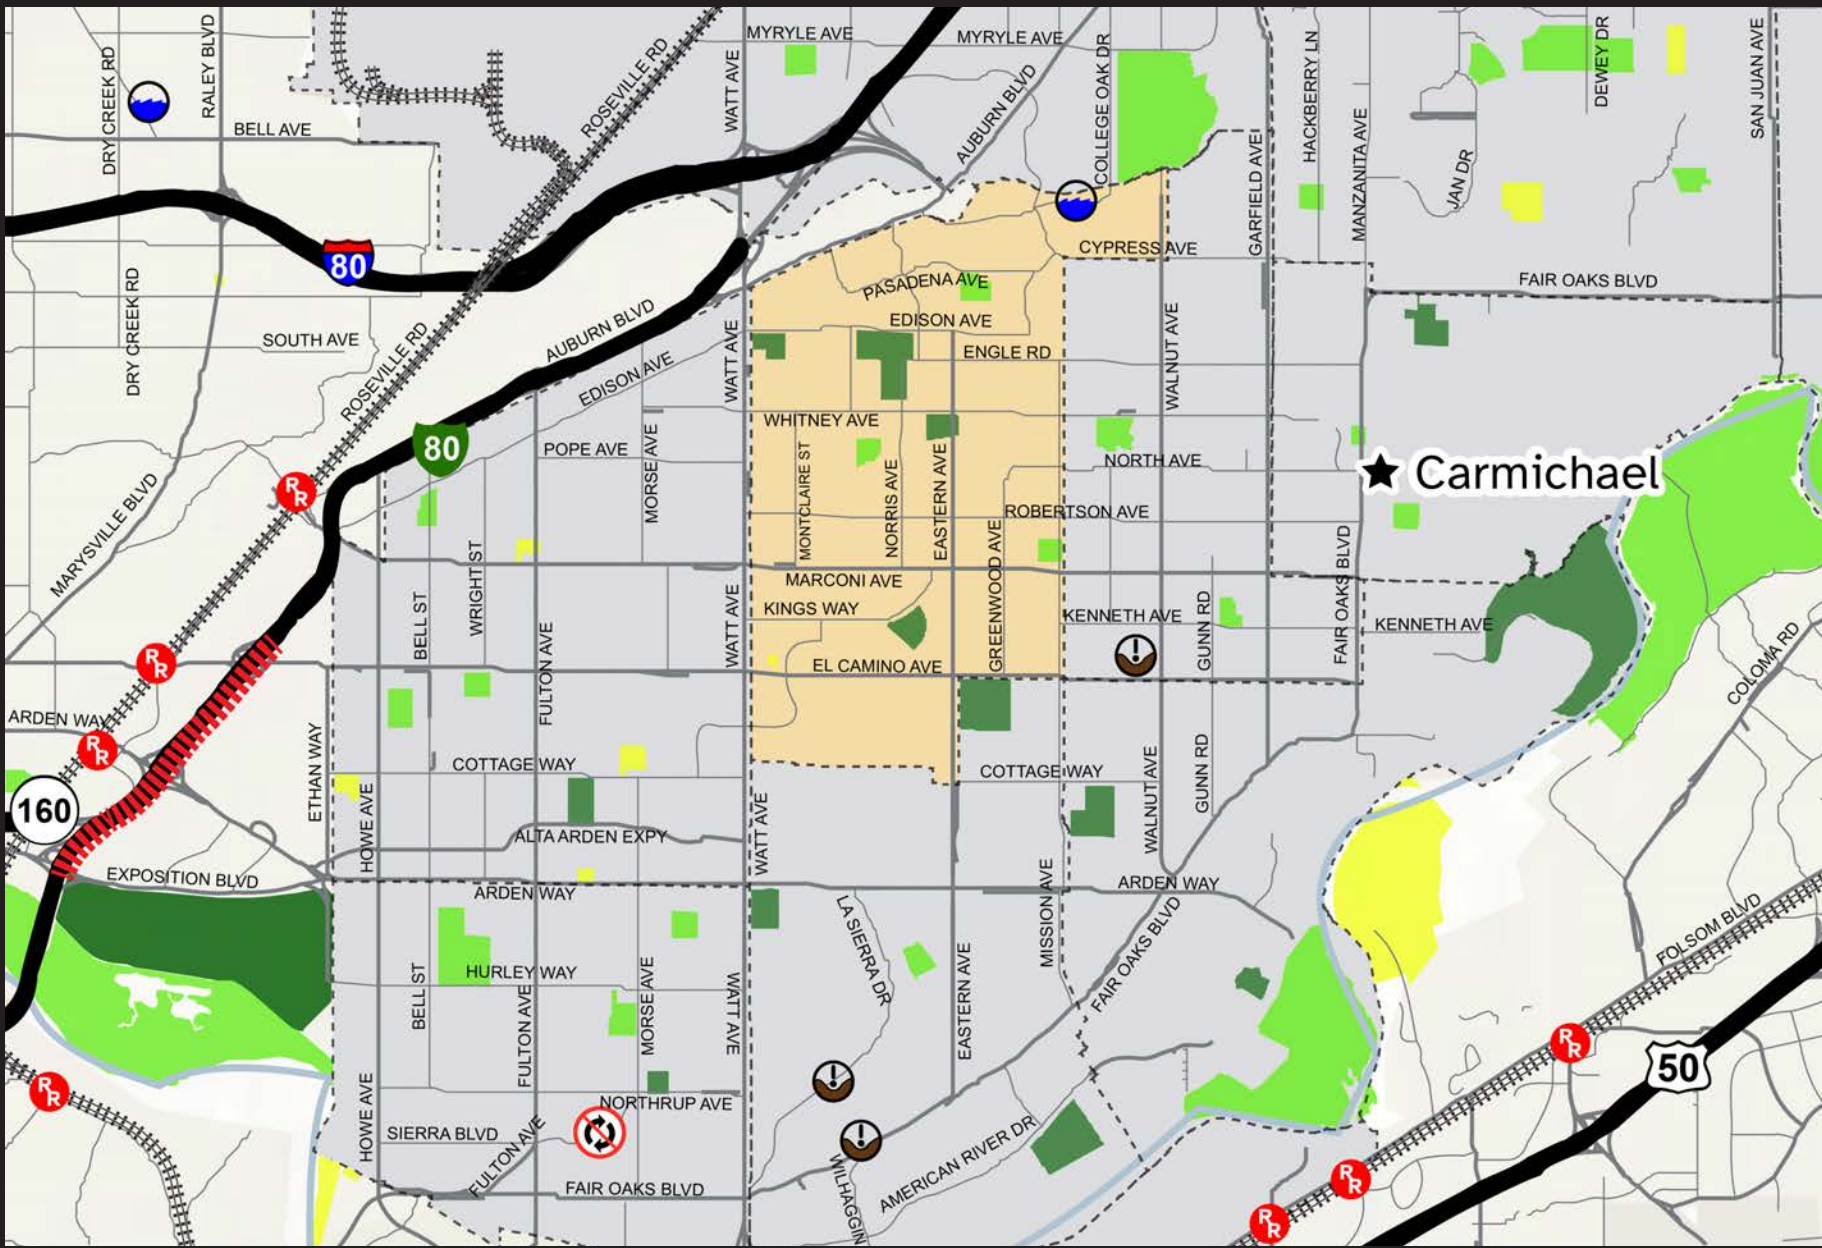 MYRYLE AVE
MYRYLE AVE
DRY CREEK RD
RALEY BLVD
ROSEVILLE RD
WATT AVE
AUBURN BLVD
COLLEGE OAK DR
HACKBERRY LN
DEWEY DR
SAN JUAN AVE
BELL AVE
GARFIELD AVE
MANZANITA AVE
JAN DR
CYPRESS AVE
80
PASADENA AVE
FAIR OAKS BLVD
DRY CREEK RD
SOUTH AVE
ROSEVILLE RD
AUBURN BLVD
EDISON AVE
EDISON AVE
WATT AVE
ENGLE RD
WALNUT AVE
WHITNEY AVE
80
POPE AVE
MORSE AVE
MONTCLAIRE ST
NORRIS AVE
EASTERN AVE
NORTH AVE
Carmichael
RR
MARYSVILLE BLVD
ROBERTSON AVE
WRIGHT ST
GREENWOOD AVE
FAIR OAKS BLVD
MARCONI AVE
BELL ST
WATT AVE
KINGS WAY
KENNETH AVE
GUNN RD
KENNETH AVE
RR
FULTON AVE
EL CAMINO AVE
COLOMA RD
ARDEN WAY
RR
ETHAN WAY
COTTAGE WAY
COTTAGE WAY
WALNUT AVE
GUNN RD
160
HOWE AVE
ALTA ARDEN EXPY
WATT AVE
EXPOSITION BLVD
ARDEN WAY
ARDEN WAY
MISSION AVE
LA SIERRA DR
FAIR OAKS BLVD
FOLSOM BLVD
BELL ST
HURLEY WAY
FULTON AVE
MORSE AVE
WATT AVE
EASTERN AVE
RR
50
RR
HOWE AVE
NORTHRUP AVE
SIERRA BLVD
FULTON AVE
AMERICAN RIVER DR
WILHAGGIN
FAIR OAKS BLVD
RR
RR